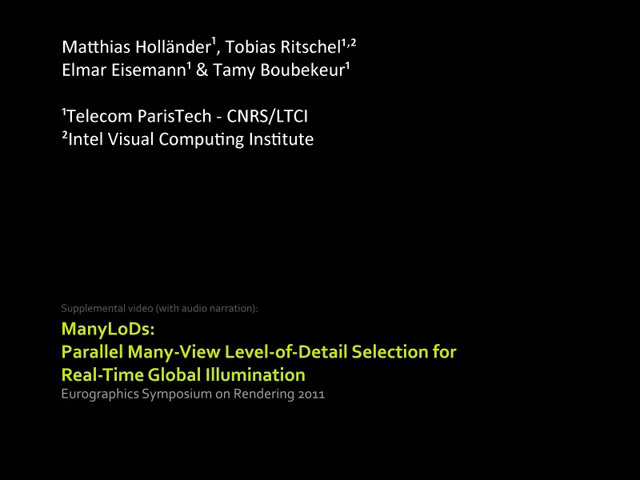 Matthias Holländer¹, Tobias Ritschel¹,²
Elmar Eisemann¹ & Tamy Boubekeur¹
¹Telecom ParisTech - CNRS/LTCI
²Intel Visual Computing Institute
Supplemental video (with audio narration):
ManyLoDs:
Parallel Many-View Level-of-Detail Selection for
Real-Time Global Illumination
Eurographics Symposium on Rendering 2011